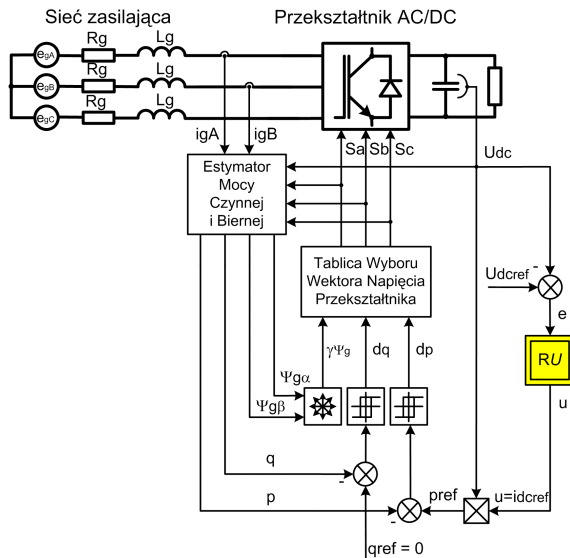 Sieć zasilająca
Przekształtnik AC/DC
egA
Rg
Lg
egB
Rg
Lg
egC
Rg
Lg
igA
igB
Sa
Sb
Sc
Udc
Estymator
Mocy
Czynnej
i Biernej
Tablica Wyboru
Wektora Napięcia
Przekształtnika
-
Udcref
e
γΨg
dq
dp
RU
Ψgα
Ψgβ
u
q
-
p
-
pref
u=idcref
qref = 0